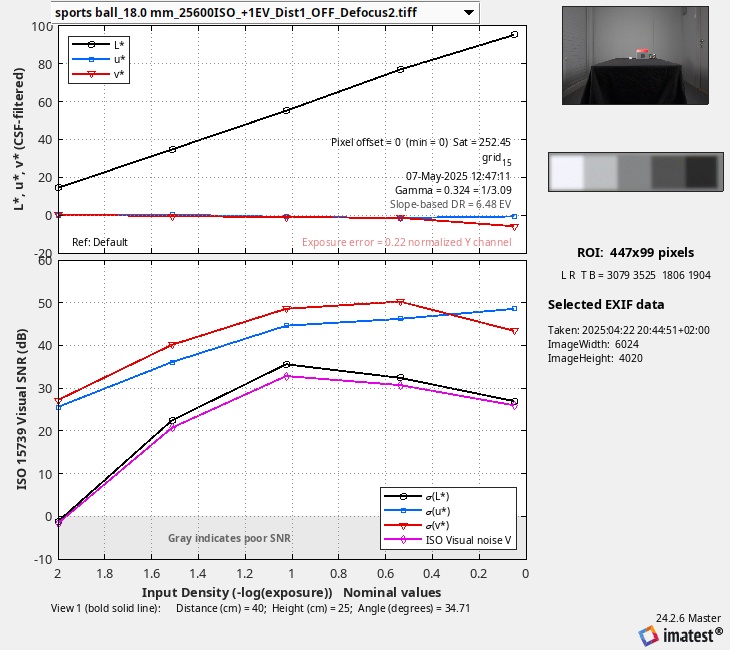 sports ball_18.0 mm_25600ISO_+1EV_Dist1_OFF_Defocus2.tiff
100
80
60
40
20
0
-20
L*, u*, v* (CSF-filtered)
L*
u*
v*
Pixel offset = 0 (min = 0) Sat = 252.45
grid15
07-May-2025 12:47:11
Gamma = 0.324 = 1/3.09
Slope-based DR = 6.48 EV
Ref: Default
Exposure error = 0.22 normalized Y channel
60
50
40
30
20
10
0
-10
ISO 15739 Visual SNR (dB)
σ(L*)
σ(u*)
σ(v*)
ISO Visual noise V
Gray indicates poor SNR
2 1.8 1.6 1.4 1.2 1 0.8 0.6 0.4 0.2 0
Input Density (-log(exposure)) Nominal values
View 1 (bold solid line): Distance (cm) = 40; Height (cm) = 25; Angle (degrees) = 34.71
ROI: 447x99 pixels
L R T B = 3079 3525 1806 1904
Selected EXIF data
Taken: 2025:04:22 20:44:51+02:00
ImageWidth: 6024
ImageHeight: 4020
24.2.6 Master
imatest®